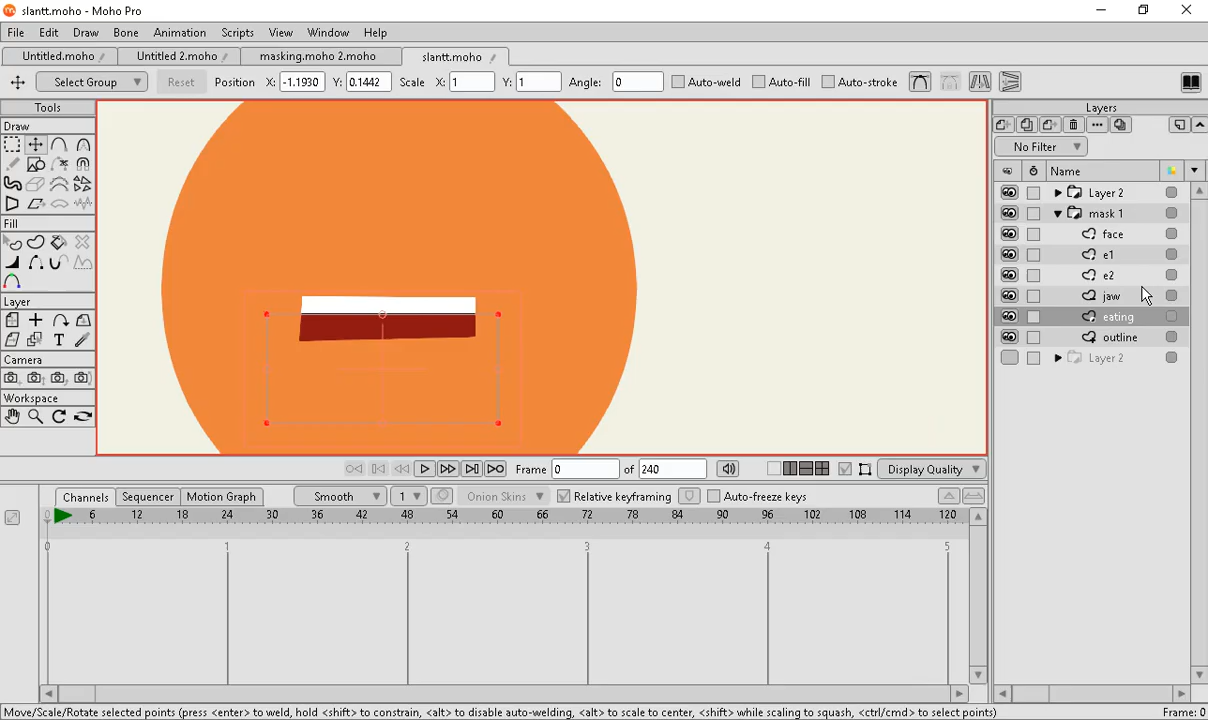 slantt.moho - Moho Pro
File Edit Draw Bone Animation Scripts View Window Help
Untitled.moho Untitled 2.moho masking.moho 2.moho slantt.moho
Select Group Reset Position X: -1.1930 Y: 0.1442 Scale X: 1 Y: 1 Angle: 0 Auto-weld Auto-fill Auto-stroke
Tools
Draw
Fill
Layer
Camera
Workspace
Layers
No Filter
Name
Layer 2
mask 1
face
e1
e2
jaw
eating
outline
Layer 2
Frame 0 of 240 Display Quality
Channels Sequencer Motion Graph Smooth 1 Onion Skins Relative keyframing Auto-freeze keys
0 6 12 18 24 30 36 42 48 54 60 66 72 78 84 90 96 102 108 114 120
0 1 2 3 4 5
Move/Scale/Rotate selected points (press <enter> to weld, hold <shift> to constrain, <alt> to disable auto-welding, <alt> to scale to center, <shift> while scaling to squash, <ctrl/cmd> to select points) Frame: 0